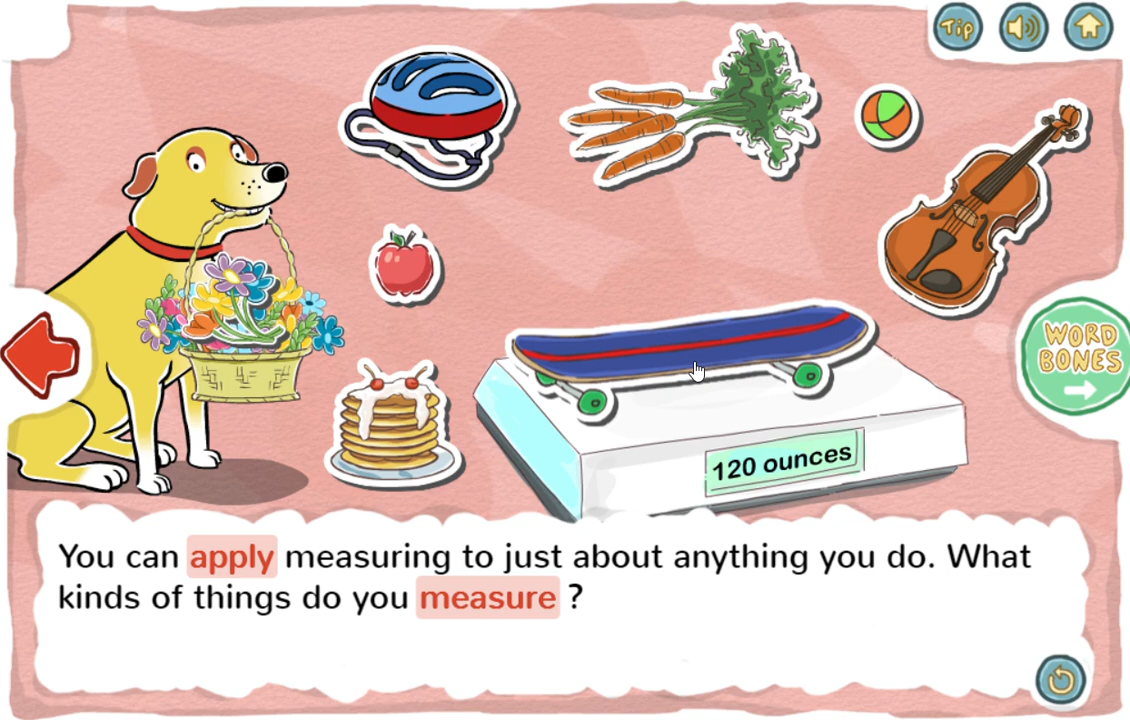 Tip
WORD
BONES
120 ounces
You can apply measuring to just about anything you do. What
kinds of things do you measure ?